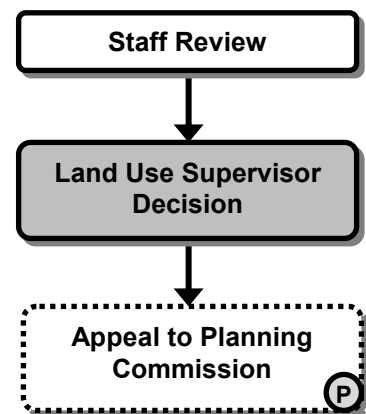 Staff Review
Land Use Supervisor
Decision
Appeal to Planning
Commission
P